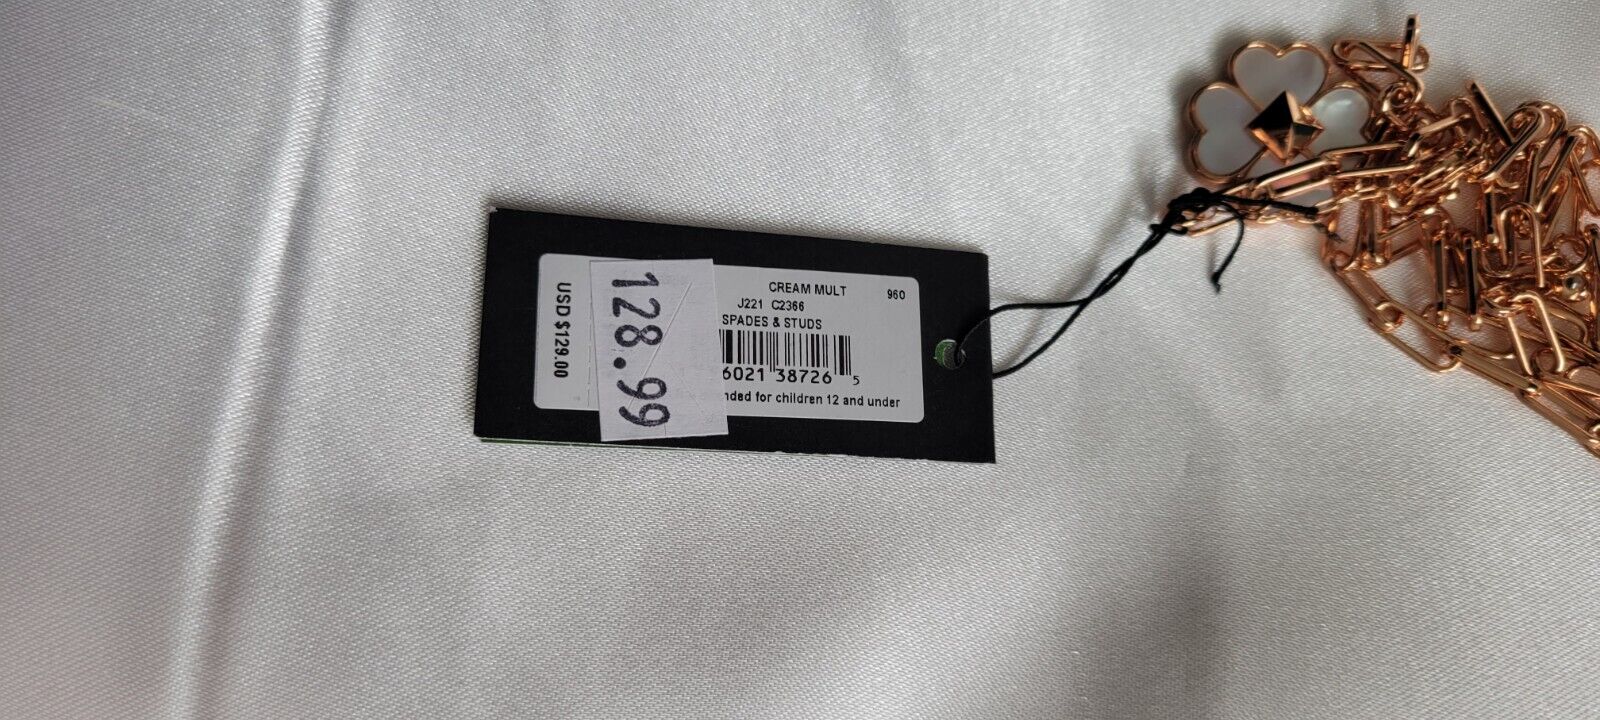 CREAM MULT 960
J221 C2366
SPADES & STUDS
6021 38726 5
for children 12 and under
USD $129.00
128.99